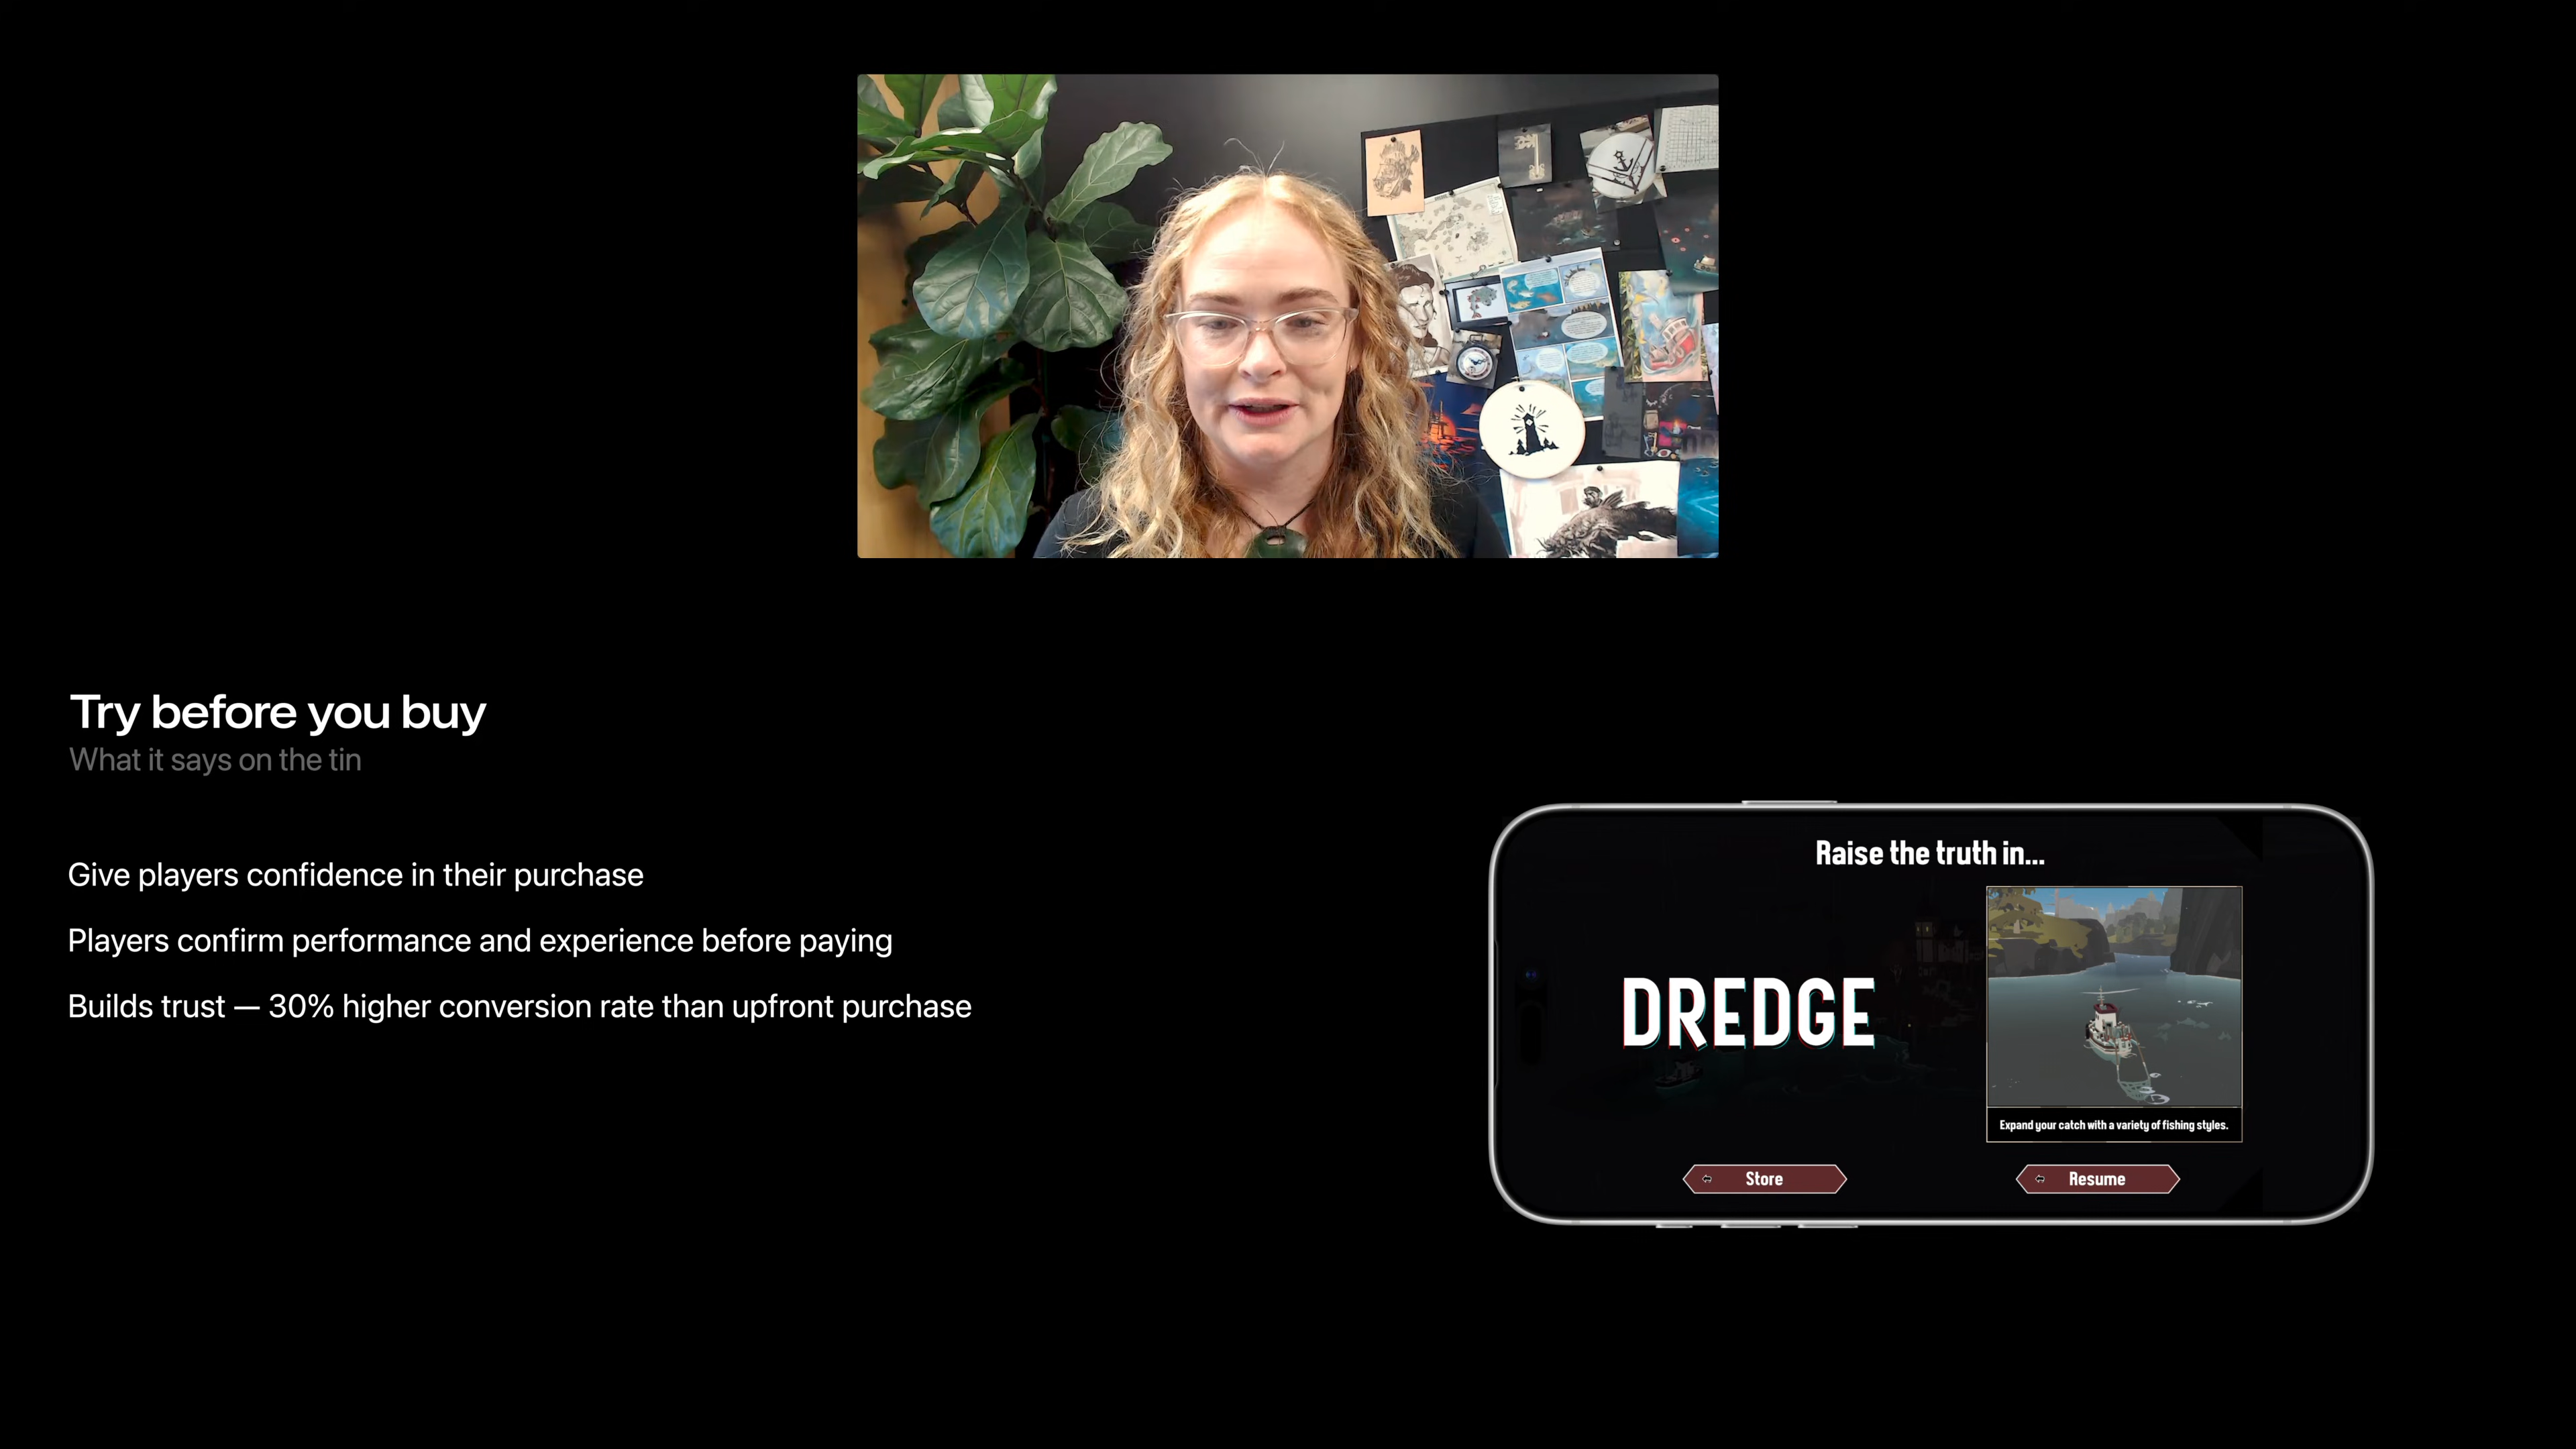 Try before you buy
What it says on the tin
Give players confidence in their purchase
Players confirm performance and experience before paying
Builds trust — 30% higher conversion rate than upfront purchase
Raise the truth in...
DREDGE
Expand your catch with a variety of fishing styles.
Store
Resume